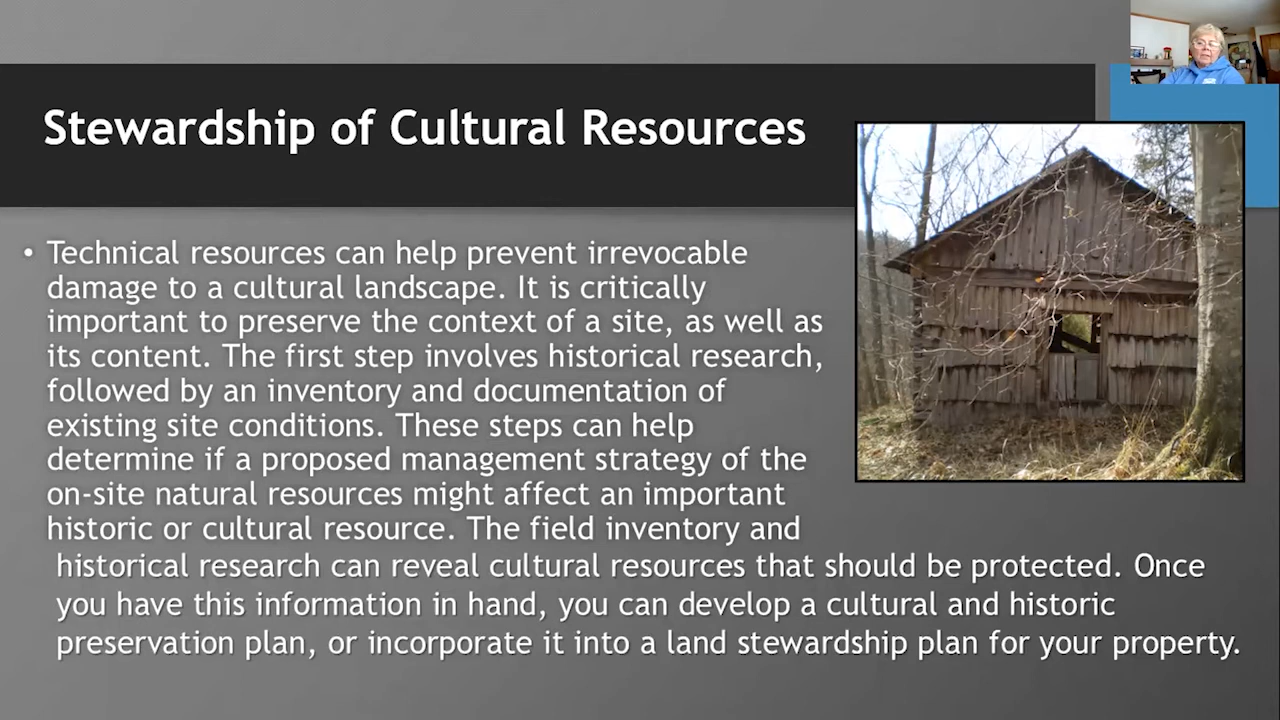 Stewardship of Cultural Resources
• Technical resources can help prevent irrevocable
damage to a cultural landscape. It is critically
important to preserve the context of a site, as well as
its content. The first step involves historical research,
followed by an inventory and documentation of
existing site conditions. These steps can help
determine if a proposed management strategy of the
on-site natural resources might affect an important
historic or cultural resource. The field inventory and
historical research can reveal cultural resources that should be protected. Once
you have this information in hand, you can develop a cultural and historic
preservation plan, or incorporate it into a land stewardship plan for your property.